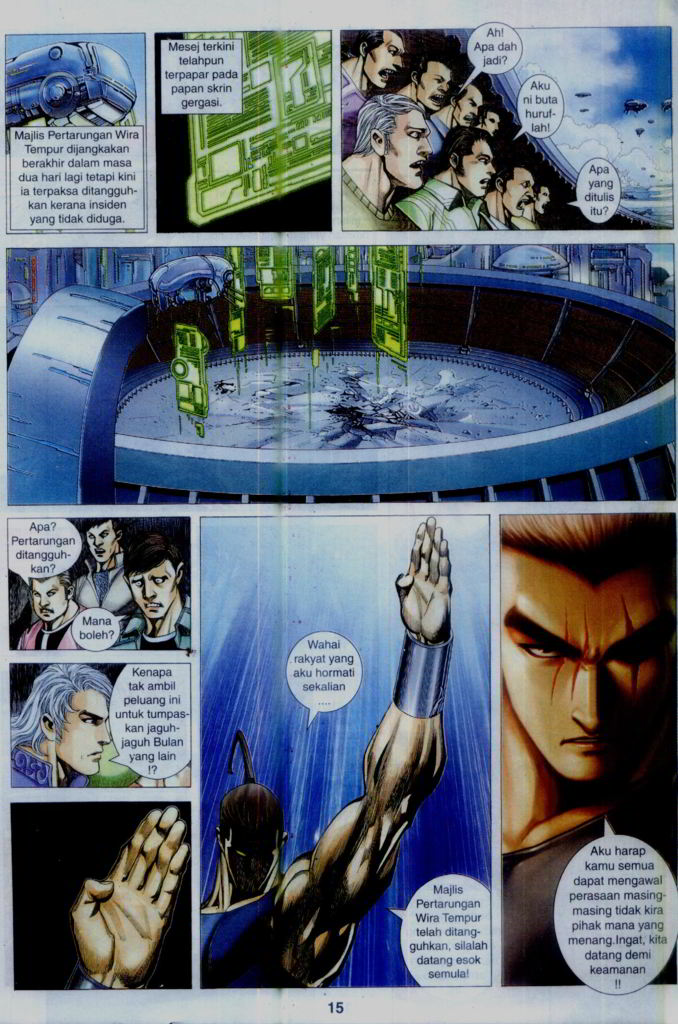 Majlis Pertarungan Wira
Tempur dijangkakan
berakhir dalam masa
dua hari lagi tetapi kini
ia terpaksa ditangguh-
kan kerana insiden
yang tidak diduga.
Mesej terkini
telahpun
terpapar pada
papan skrin
gergasi.
Ah!
Apa dah
jadi?
Aku
ni buta
huruf-
lah!
Apa
yang
ditulis
itu?
Apa?
Pertarungan
ditangguh-
kan?
Mana
boleh?
Kenapa
tak ambil
peluang ini
untuk tumpas-
kan jaguh-
jaguh Bulan
yang lain
!?
Wahai
rakyat yang
aku hormati
sekalian
....
Majlis
Pertarungan
Wira Tempur
telah ditang-
guhkan, silalah
datang esok
semula!
Aku harap
kamu semua
dapat mengawal
perasaan masing-
masing tidak kira
pihak mana yang
menang.Ingat, kita
datang demi
keamanan
!!
15